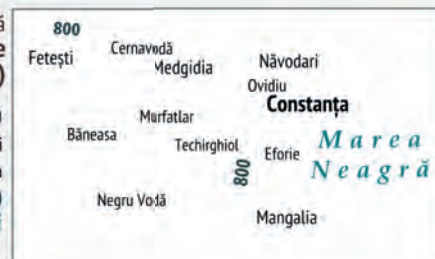 800
Cernavodă
Fetești
Medgidia
Năvodari
Ovidiu
Constanța
Murfatlar
Băneasa
Techirghiol
Eforie
Marea
Neagră
800
Negru Vodă
Mangalia